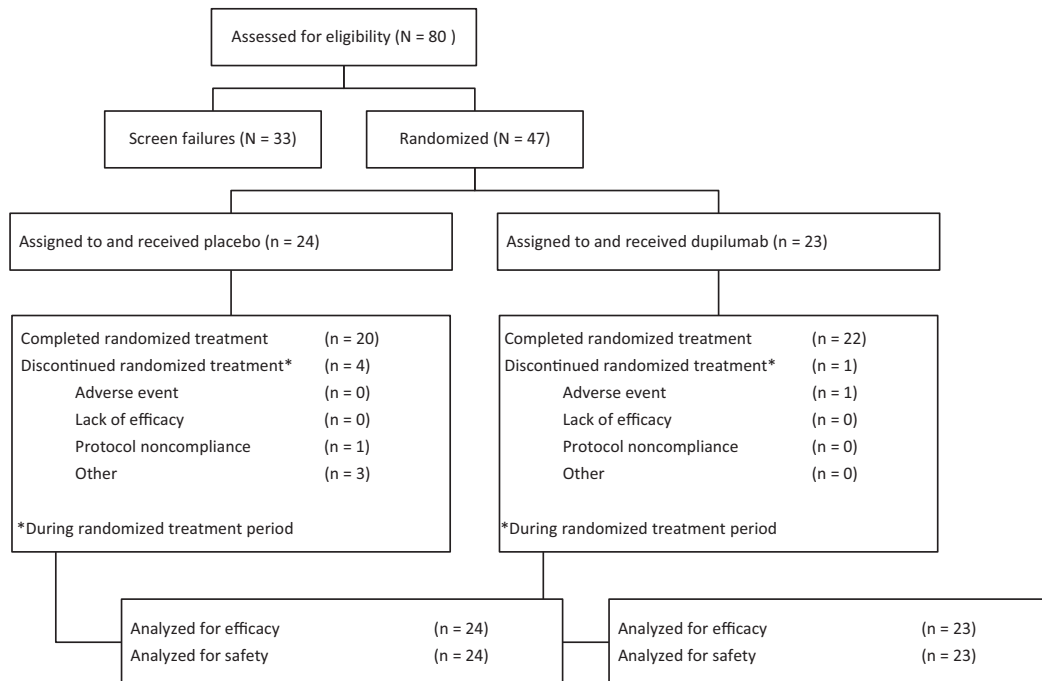 Assessed for eligibility (N = 80 )
Screen failures (N = 33)
Randomized (N = 47)
Assigned to and received placebo (n = 24)
Assigned to and received dupilumab (n = 23)
Completed randomized treatment (n = 20)
Discontinued randomized treatment* (n = 4)
Adverse event (n = 0)
Lack of efficacy (n = 0)
Protocol noncompliance (n = 1)
Other (n = 3)
*During randomized treatment period
Completed randomized treatment (n = 22)
Discontinued randomized treatment* (n = 1)
Adverse event (n = 1)
Lack of efficacy (n = 0)
Protocol noncompliance (n = 0)
Other (n = 0)
*During randomized treatment period
Analyzed for efficacy (n = 24)
Analyzed for safety (n = 24)
Analyzed for efficacy (n = 23)
Analyzed for safety (n = 23)